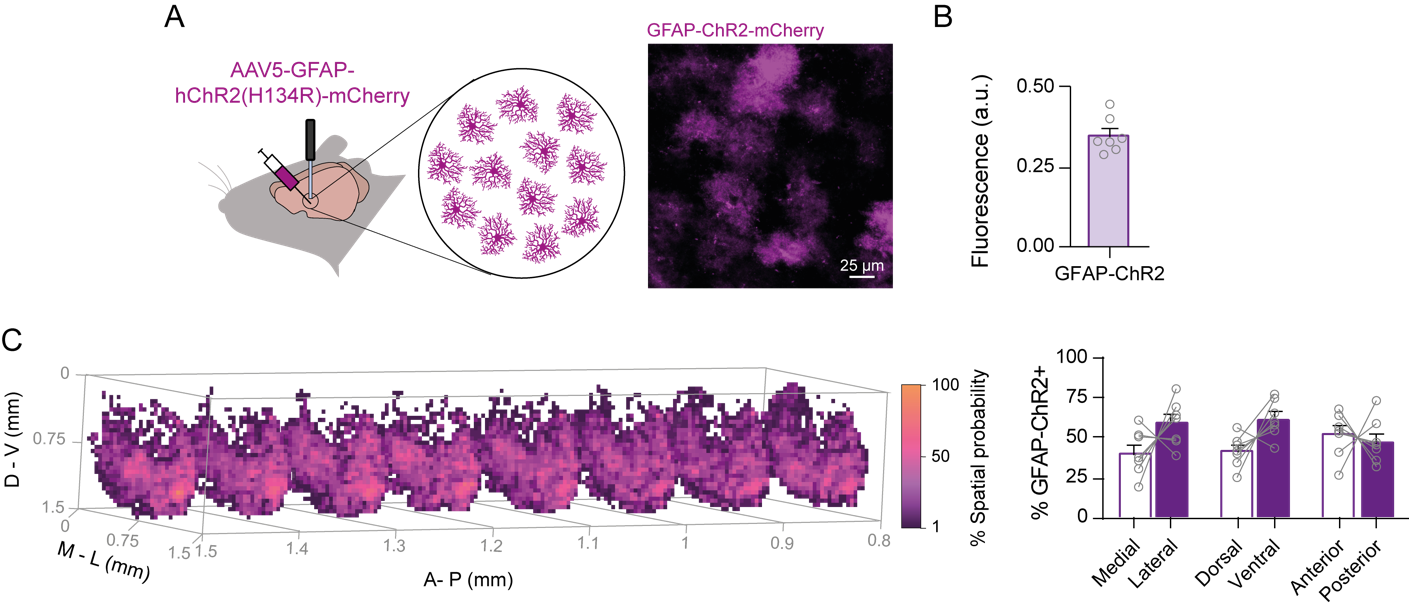 A
AAV5-GFAP-
hChR2(H134R)-mCherry
GFAP-ChR2-mCherry
25 µm
B
Fluorescence (a.u.)
0.50
0.25
0.00
GFAP-ChR2
C
D - V (mm)
0
0.75
1.5
0
0.75
1.5
M - L (mm)
1.5
1.4
1.3
1.2
1.1
1
0.9
0.8
A- P (mm)
100
50
1
% Spatial probability
% GFAP-ChR2+
100
75
50
25
0
Medial
Lateral
Dorsal
Ventral
Anterior
Posterior